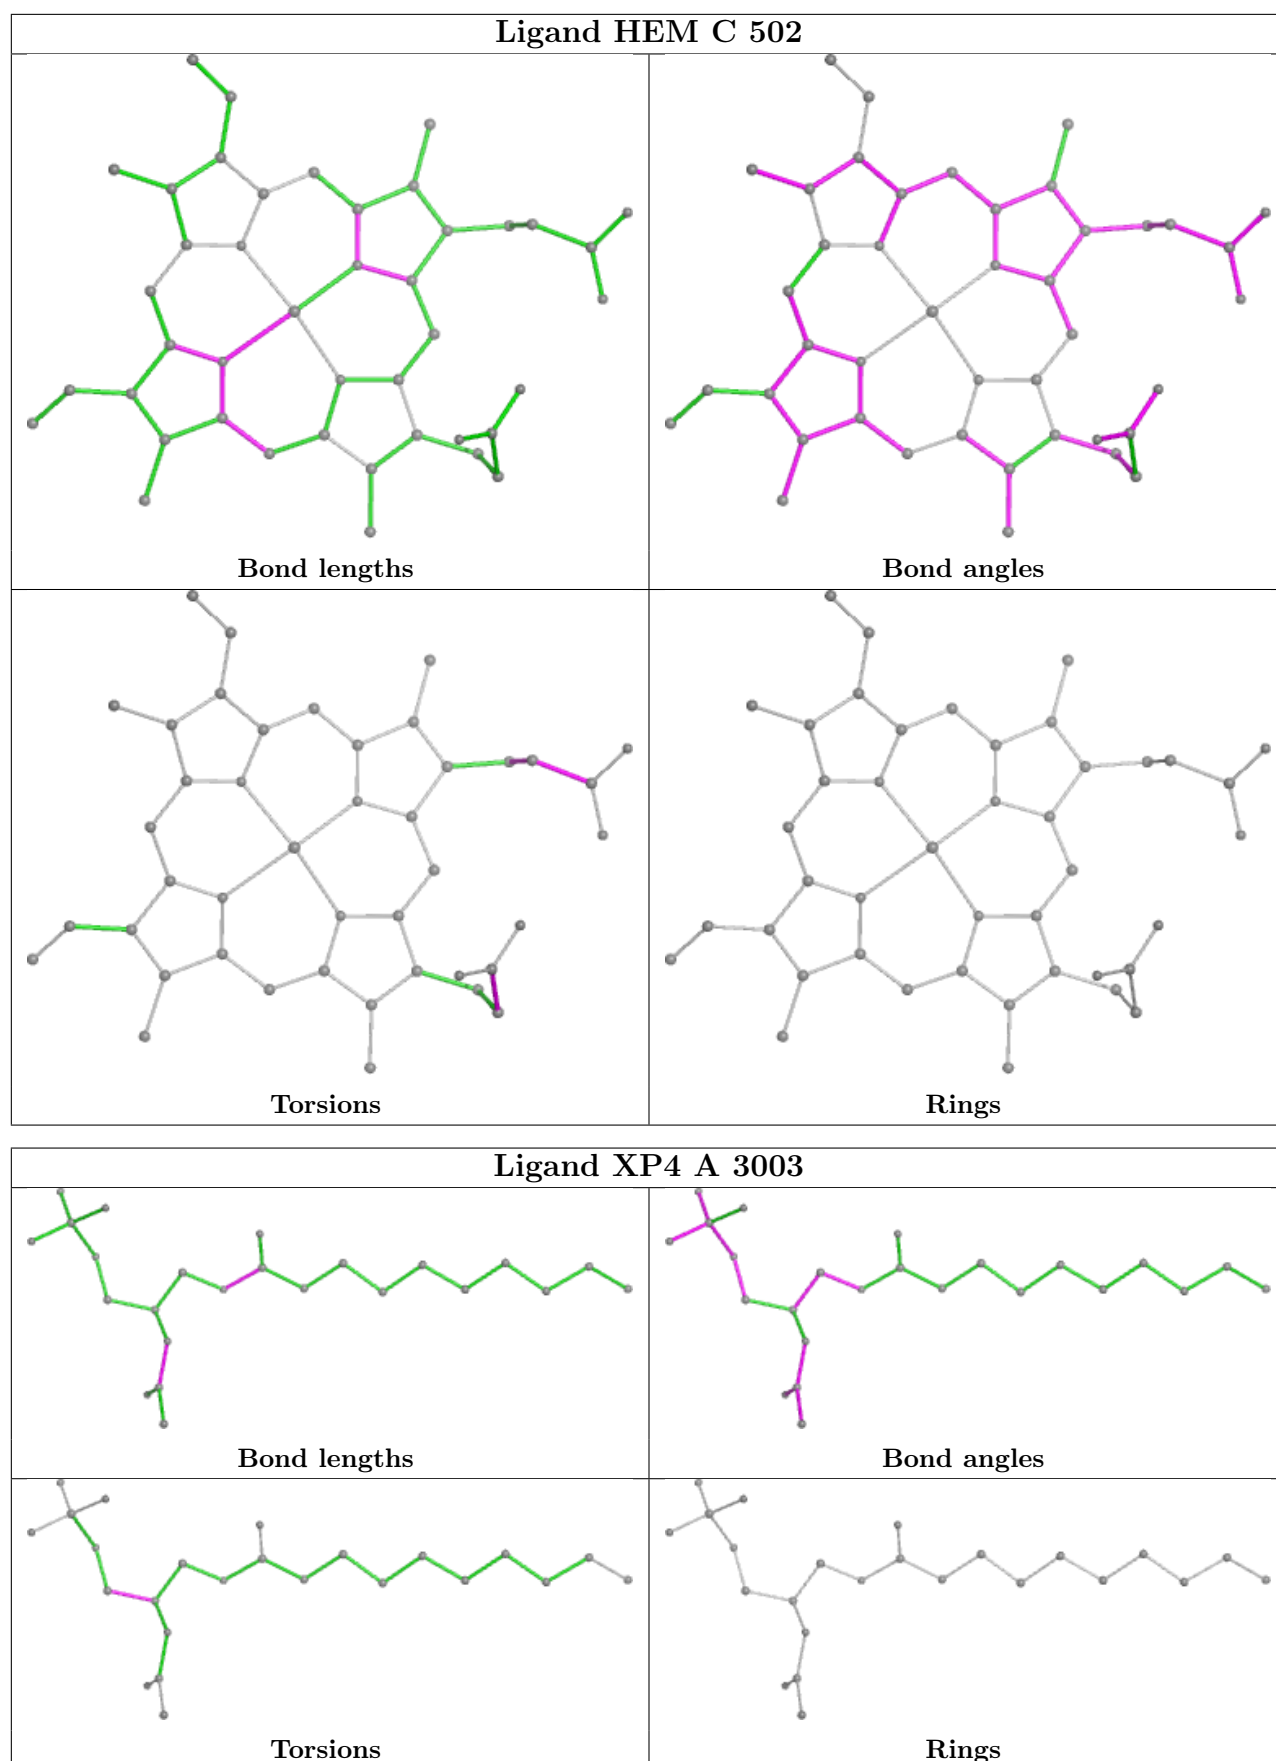 Ligand HEM C 502
Bond lengths
Bond angles
Torsions
Rings
Ligand XP4 A 3003
Bond lengths
Bond angles
Torsions
Rings